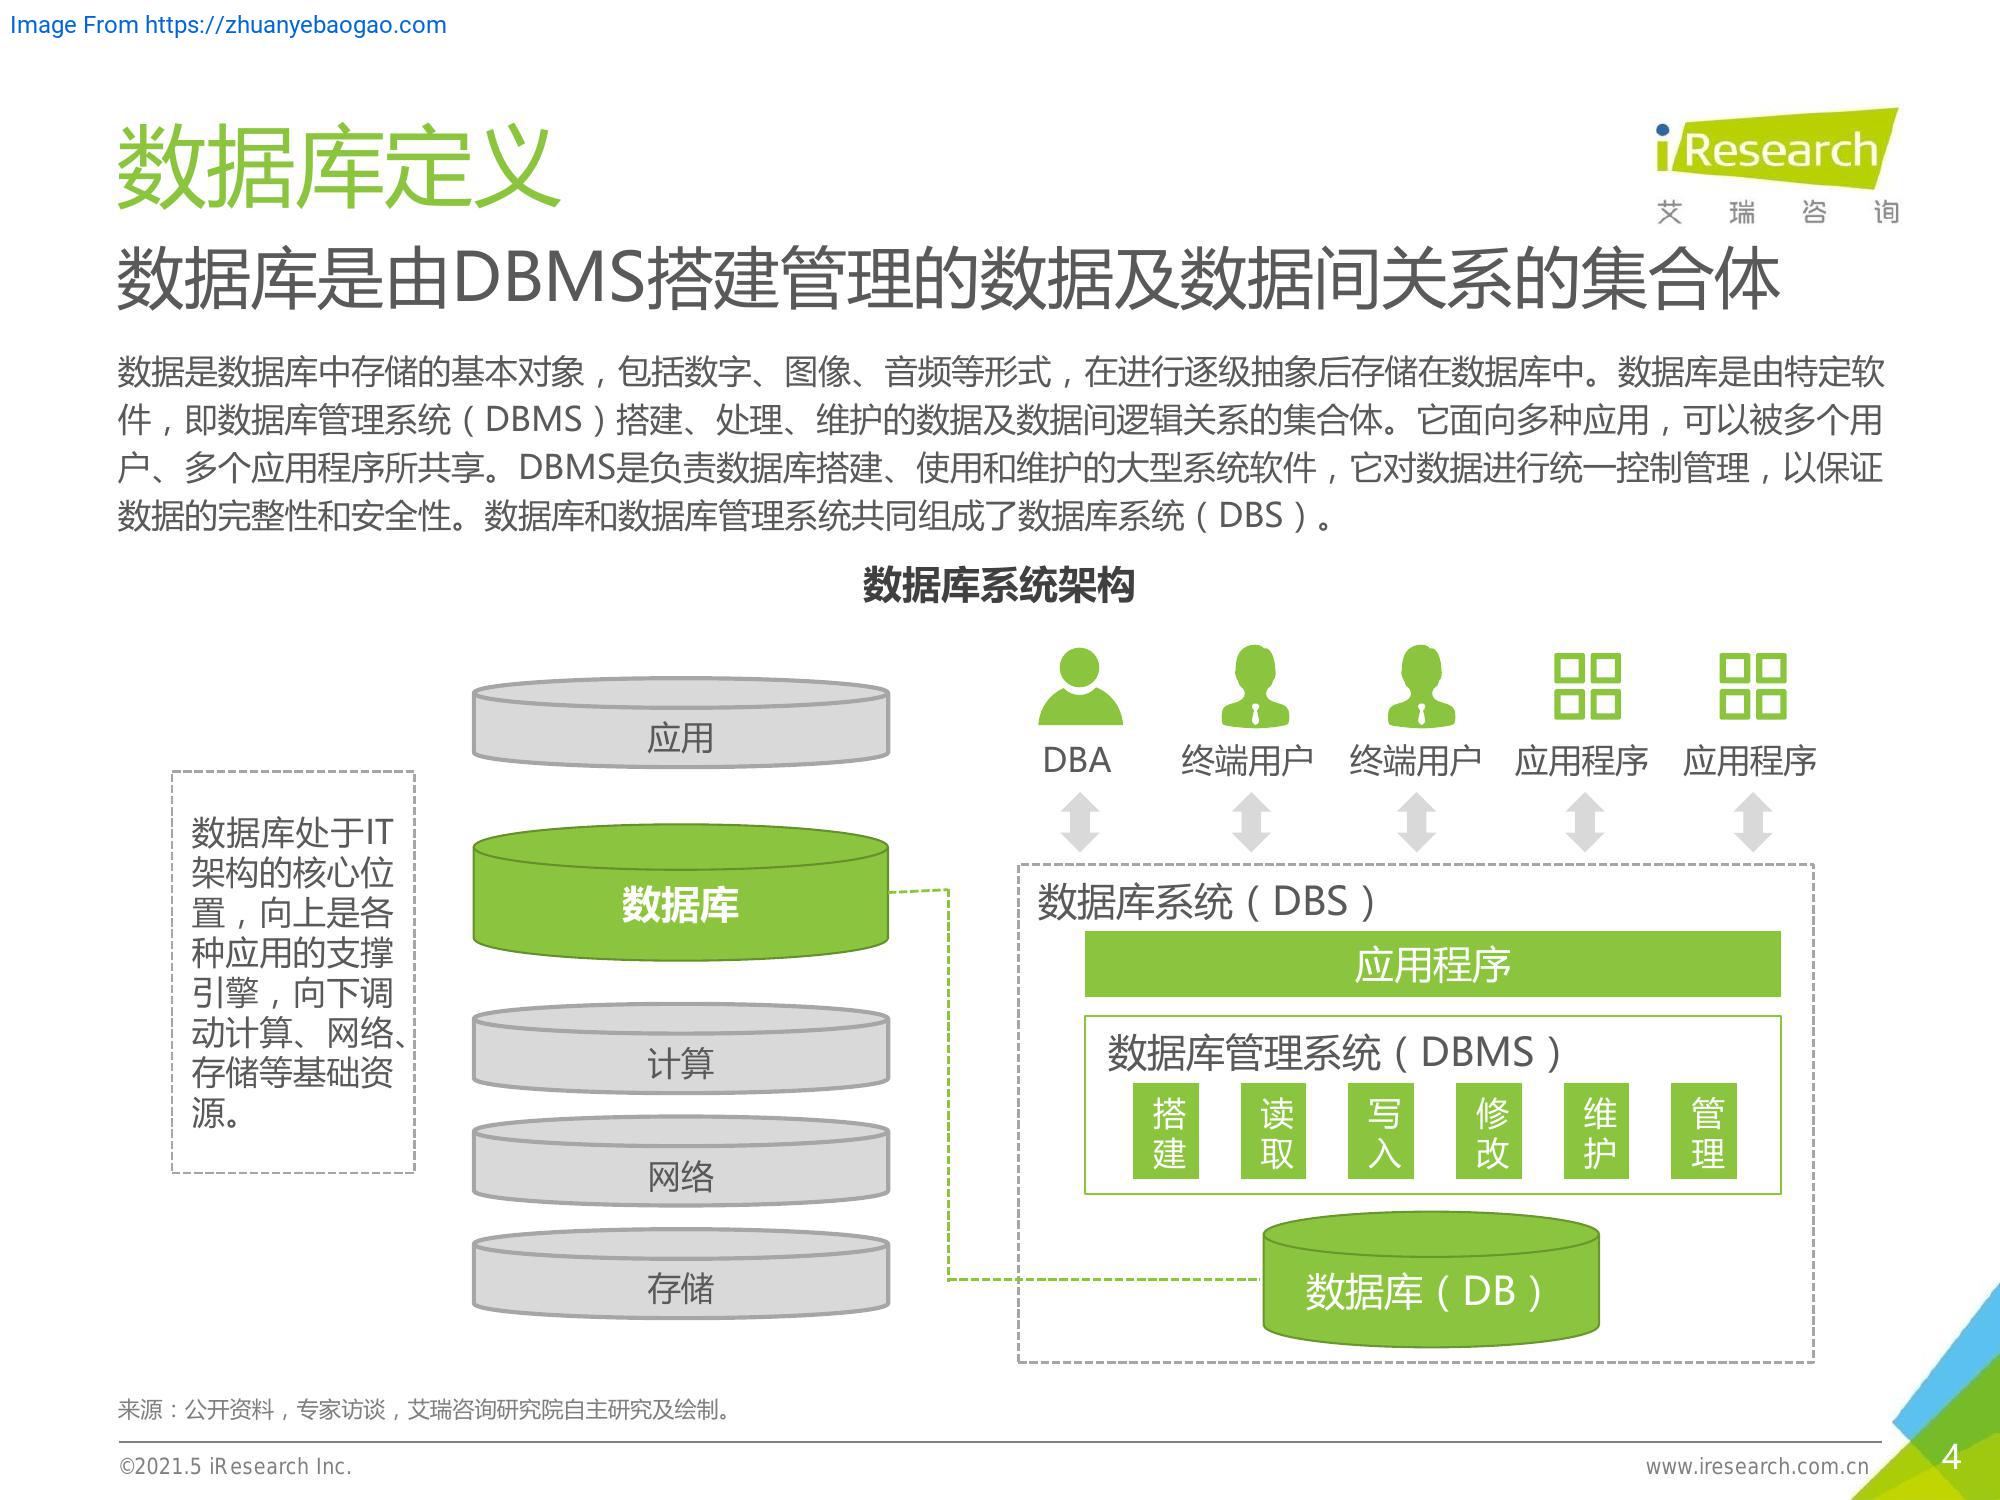 Image From https://zhuanyebaogao.com
数据库定义
iResearch
艾瑞咨询
数据库是由DBMS搭建管理的数据及数据间关系的集合体
数据是数据库中存储的基本对象，包括数字、图像、音频等形式，在进行逐级抽象后存储在数据库中。数据库是由特定软
件，即数据库管理系统（DBMS）搭建、处理、维护的数据及数据间逻辑关系的集合体。它面向多种应用，可以被多个用
户、多个应用程序所共享。DBMS是负责数据库搭建、使用和维护的大型系统软件，它对数据进行统一控制管理，以保证
数据的完整性和安全性。数据库和数据库管理系统共同组成了数据库系统（DBS）。
数据库系统架构
数据库处于IT
架构的核心位
置，向上是各
种应用的支撑
引擎，向下调
动计算、网络、
存储等基础资
源。
应用
数据库
计算
网络
存储
DBA
终端用户
终端用户
应用程序
应用程序
数据库系统（DBS）
应用程序
数据库管理系统（DBMS）
搭建
读取
写入
修改
维护
管理
数据库（DB）
来源：公开资料，专家访谈，艾瑞咨询研究院自主研究及绘制。
©2021.5 iResearch Inc.
www.iresearch.com.cn
4